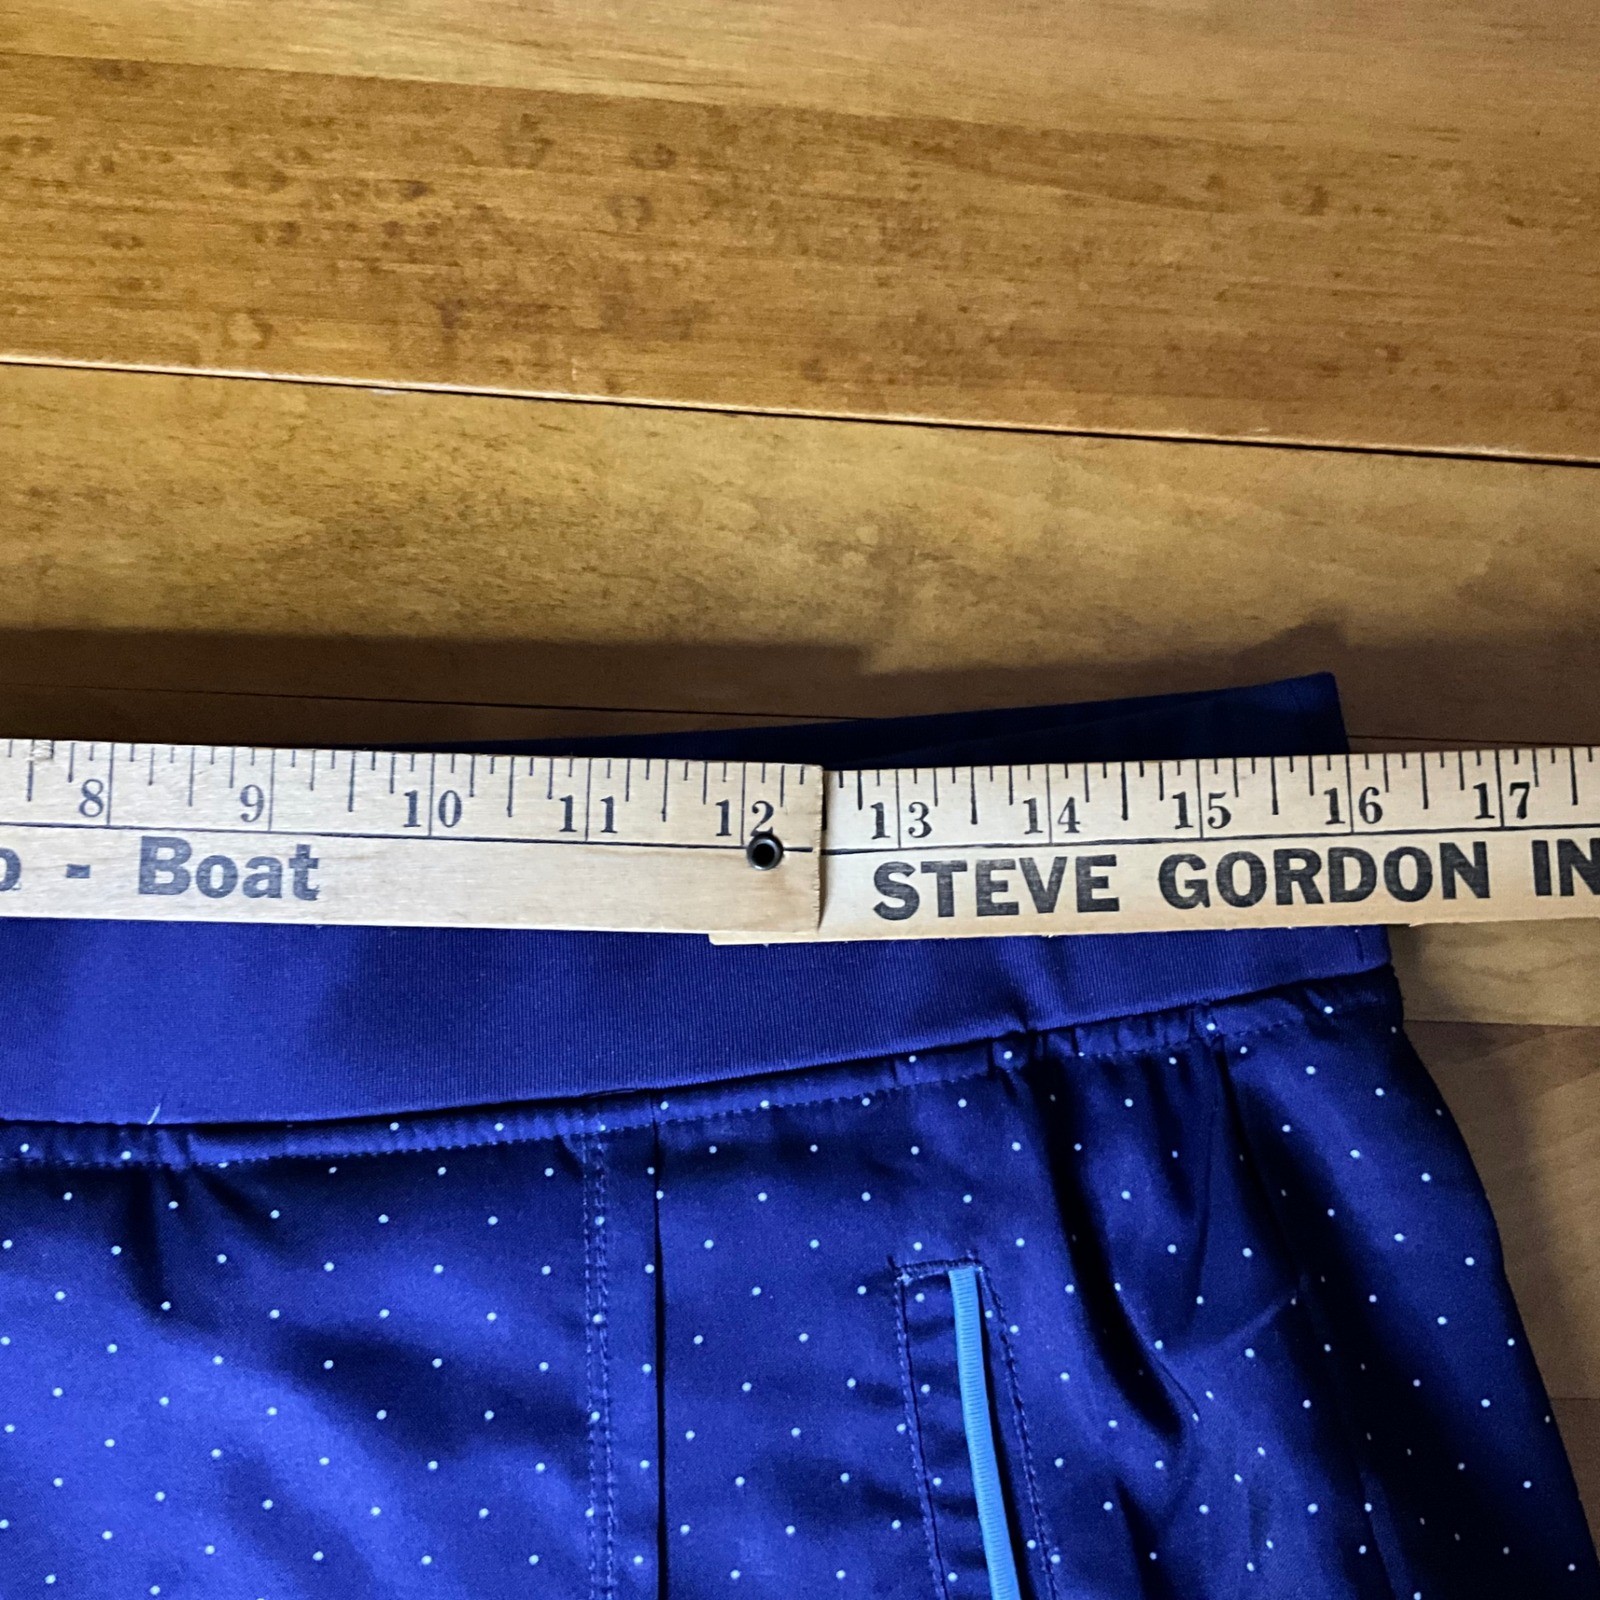 8 9 10 11 12 13 14 15 16 17
- Boat STEVE GORDON IN